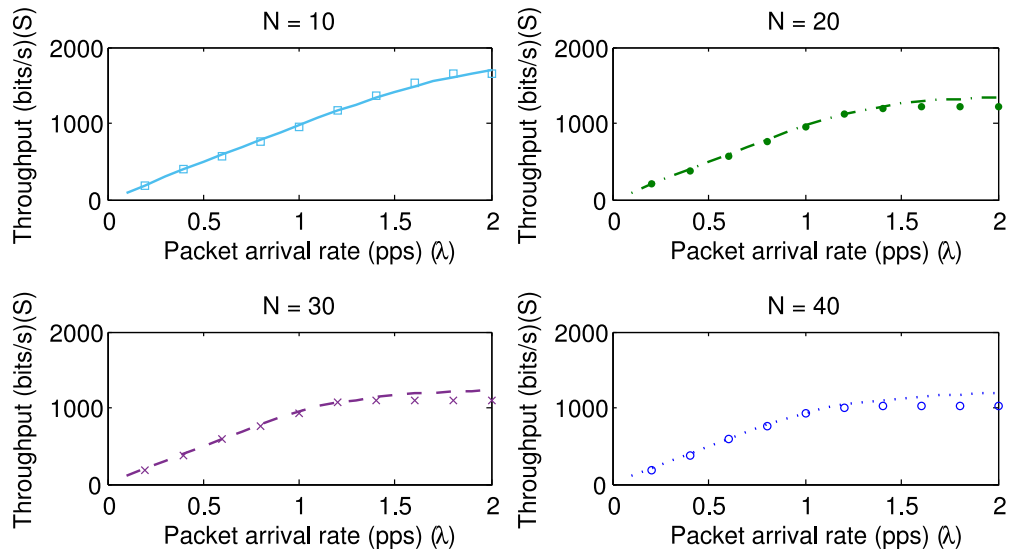 N = 10
Throughput (bits/s)(S)
2000
1000
0
0 0.5 1 1.5 2
Packet arrival rate (pps) (λ)
N = 20
Throughput (bits/s)(S)
2000
1000
0
0 0.5 1 1.5 2
Packet arrival rate (pps) (λ)
N = 30
Throughput (bits/s)(S)
2000
1000
0
0 0.5 1 1.5 2
Packet arrival rate (pps) (λ)
N = 40
Throughput (bits/s)(S)
2000
1000
0
0 0.5 1 1.5 2
Packet arrival rate (pps) (λ)